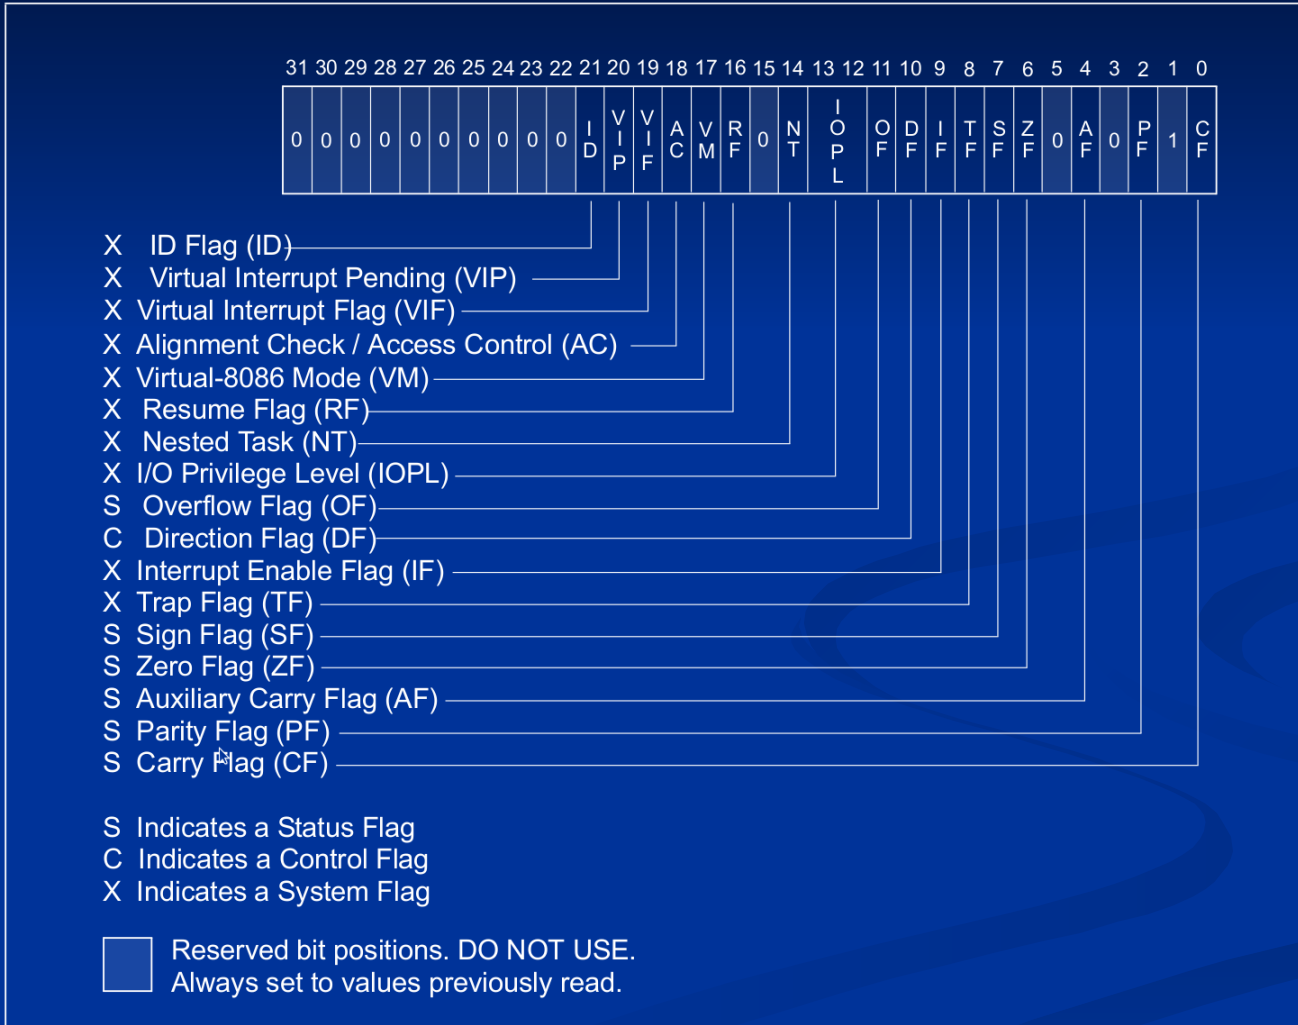 31 30 29 28 27 26 25 24 23 22 21 20 19 18 17 16 15 14 13 12 11 10 9 8 7 6 5 4 3 2 1 0
0 0 0 0 0 0 0 0 0 0 ID VIP VIF AC VM RF 0 NT IOPL OF DF IF TF SF ZF 0 AF 0 PF 1 CF
X ID Flag (ID)
X Virtual Interrupt Pending (VIP)
X Virtual Interrupt Flag (VIF)
X Alignment Check / Access Control (AC)
X Virtual-8086 Mode (VM)
X Resume Flag (RF)
X Nested Task (NT)
X I/O Privilege Level (IOPL)
S Overflow Flag (OF)
C Direction Flag (DF)
X Interrupt Enable Flag (IF)
X Trap Flag (TF)
S Sign Flag (SF)
S Zero Flag (ZF)
S Auxiliary Carry Flag (AF)
S Parity Flag (PF)
S Carry Flag (CF)
S Indicates a Status Flag
C Indicates a Control Flag
X Indicates a System Flag
Reserved bit positions. DO NOT USE.
Always set to values previously read.